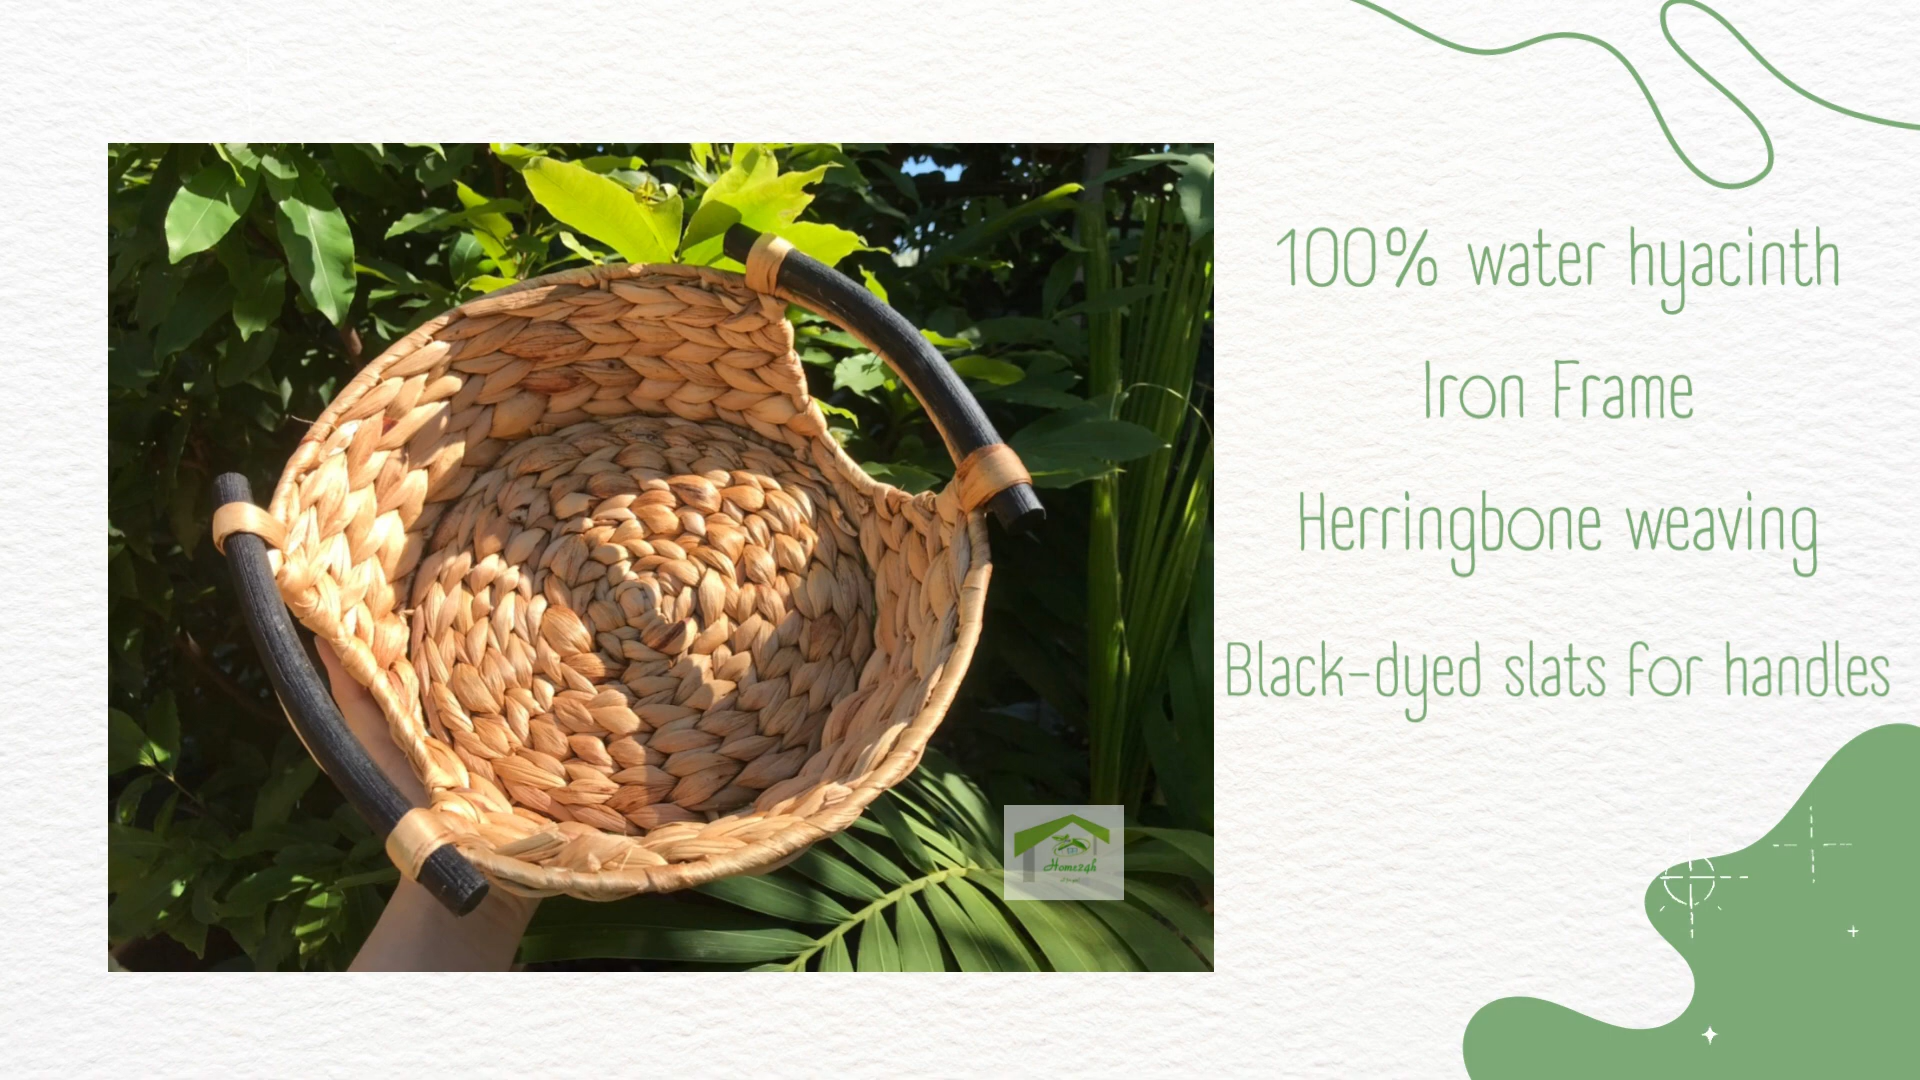 100% water hyacinth
Iron Frame
Herringbone weaving
Black-dyed slats for handles
Home24h